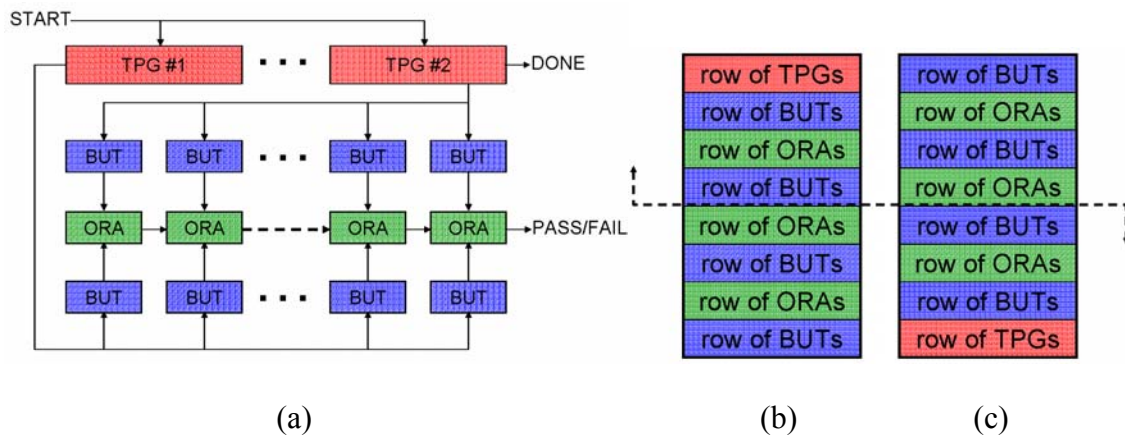 START
TPG #1
TPG #2
DONE
BUT BUT BUT BUT
ORA ORA ORA ORA
PASS/FAIL
BUT BUT BUT BUT
(a)
row of TPGs
row of BUTs
row of ORAs
row of BUTs
row of ORAs
row of BUTs
row of ORAs
row of BUTs
(b)
row of BUTs
row of ORAs
row of BUTs
row of ORAs
row of BUTs
row of ORAs
row of BUTs
row of TPGs
(c)